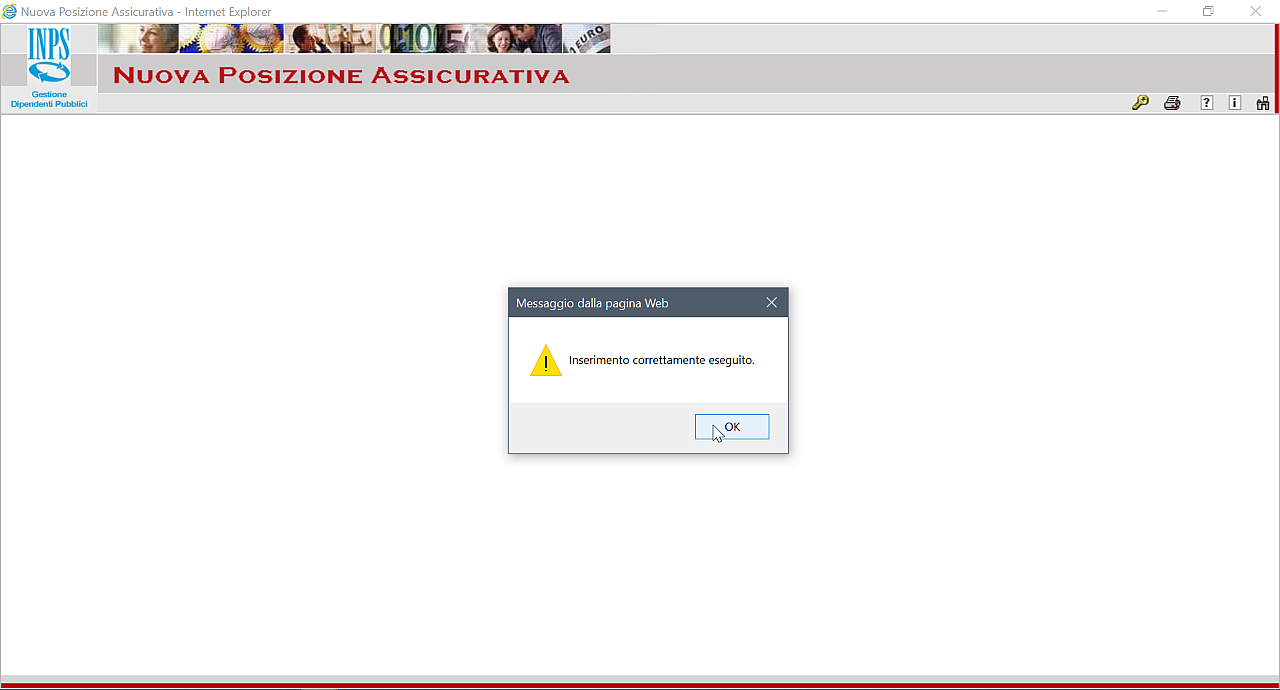 Nuova Posizione Assicurativa - Internet Explorer
INPS
Gestione
Dipendenti Pubblici
EURO
NUOVA POSIZIONE ASSICURATIVA
Messaggio dalla pagina Web
Inserimento correttamente eseguito.
OK